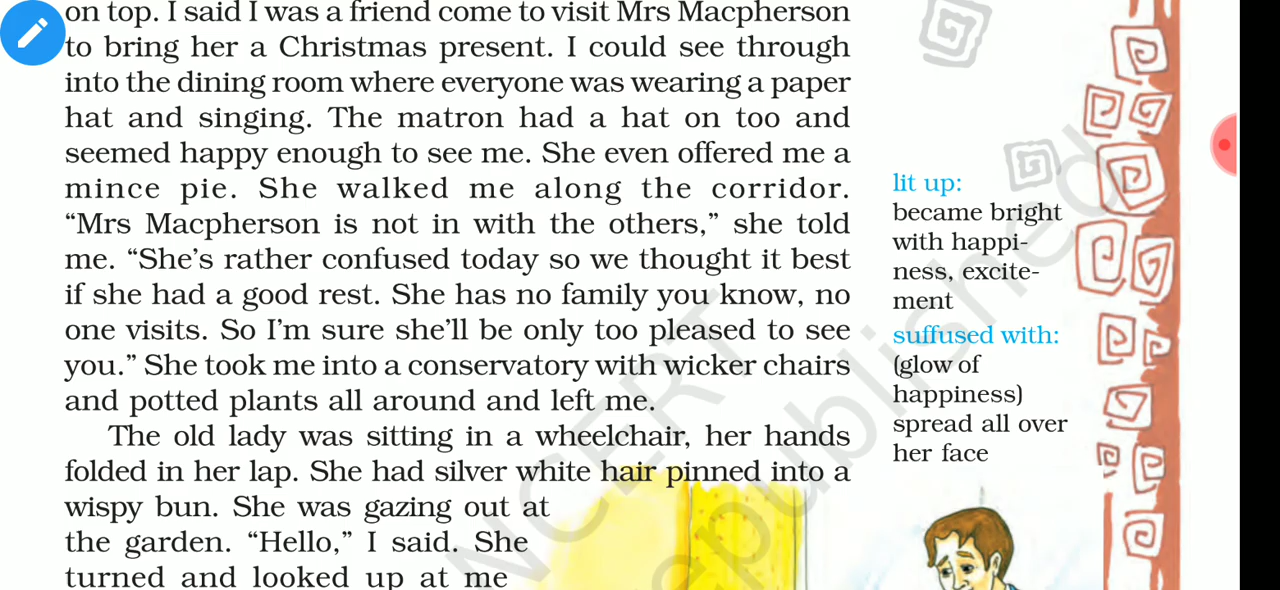 on top. I said I was a friend come to visit Mrs Macpherson
to bring her a Christmas present. I could see through
into the dining room where everyone was wearing a paper
hat and singing. The matron had a hat on too and
seemed happy enough to see me. She even offered me a
mince pie. She walked me along the corridor.
“Mrs Macpherson is not in with the others,” she told
me. “She’s rather confused today so we thought it best
if she had a good rest. She has no family you know, no
one visits. So I’m sure she’ll be only too pleased to see
you.” She took me into a conservatory with wicker chairs
and potted plants all around and left me.
The old lady was sitting in a wheelchair, her hands
folded in her lap. She had silver white hair pinned into a
wispy bun. She was gazing out at
the garden. “Hello,” I said. She
turned and looked up at me
lit up:
became bright
with happi-
ness, excite-
ment
suffused with:
(glow of
happiness)
spread all over
her face
NCERT
republished